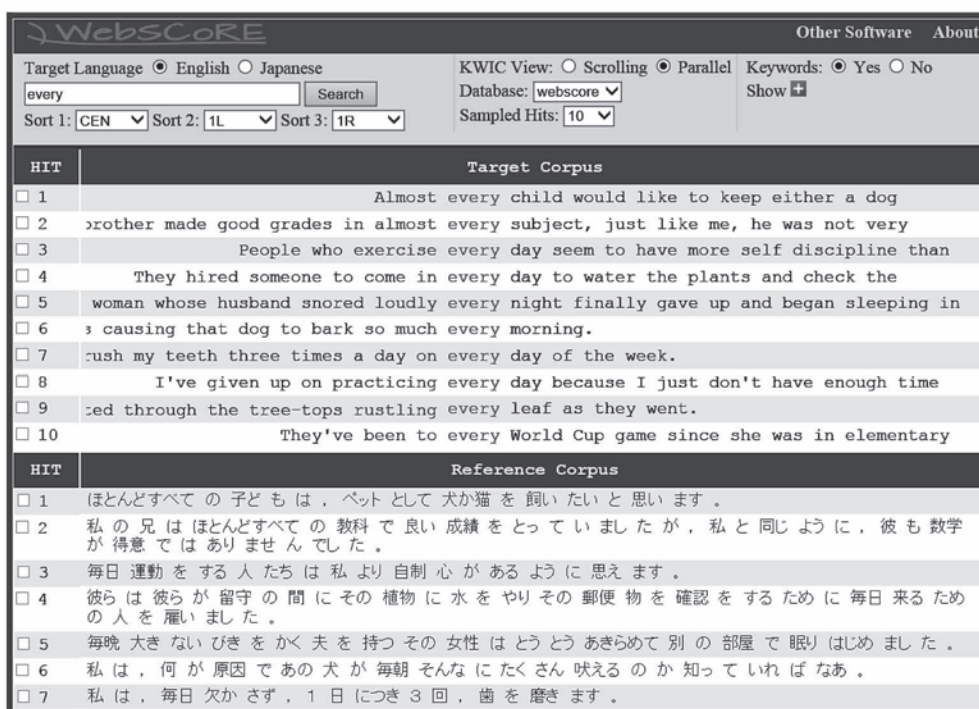 WebSCoRE
Other Software About
Target Language English Japanese
KWIC View: Scrolling Parallel
Keywords: Yes No
every Search
Database: webscore
Show
Sort 1: CEN Sort 2: 1L Sort 3: 1R
Sampled Hits: 10
HIT Target Corpus
1 Almost every child would like to keep either a dog
2 brother made good grades in almost every subject, just like me, he was not very
3 People who exercise every day seem to have more self discipline than
4 They hired someone to come in every day to water the plants and check the
5 woman whose husband snored loudly every night finally gave up and began sleeping in
6 s causing that dog to bark so much every morning.
7 rush my teeth three times a day on every day of the week.
8 I've given up on practicing every day because I just don't have enough time
9 ced through the tree-tops rustling every leaf as they went.
10 They've been to every World Cup game since she was in elementary
HIT Reference Corpus
1 ほとんどすべて の 子ど も は , ペット として 犬か猫 を 飼い たい と 思い ます .
2 私 の 兄 は ほとんどすべて の 教科 で 良い 成績 を とっ て い まし た が , 私 と 同じ ように , 彼 も 数学
が 得意 で は あり ませ ん でし た .
3 毎日 運動 を する 人 たち は 私 より 自制 心 が ある ように 思え ます .
4 彼ら は 彼ら が 留守 の 間 に その 植物 に 水 を やり その 郵便 物 を 確認 を する ため に 毎日 来る ため
の 人 を 雇い まし た .
5 毎晩 大き ない びき を かく 夫 を 持つ その 女性 は とう とう あきらめて 別 の 部屋 で 眠り はじめ まし た .
6 私 は , 何 が 原因 で あの 犬 が 毎朝 そんな に たく さん 吠える の か 知っ て いれ ば なあ .
7 私 は , 毎日 欠か さず , 1 日 につき 3 回 , 歯 を 磨き ます .